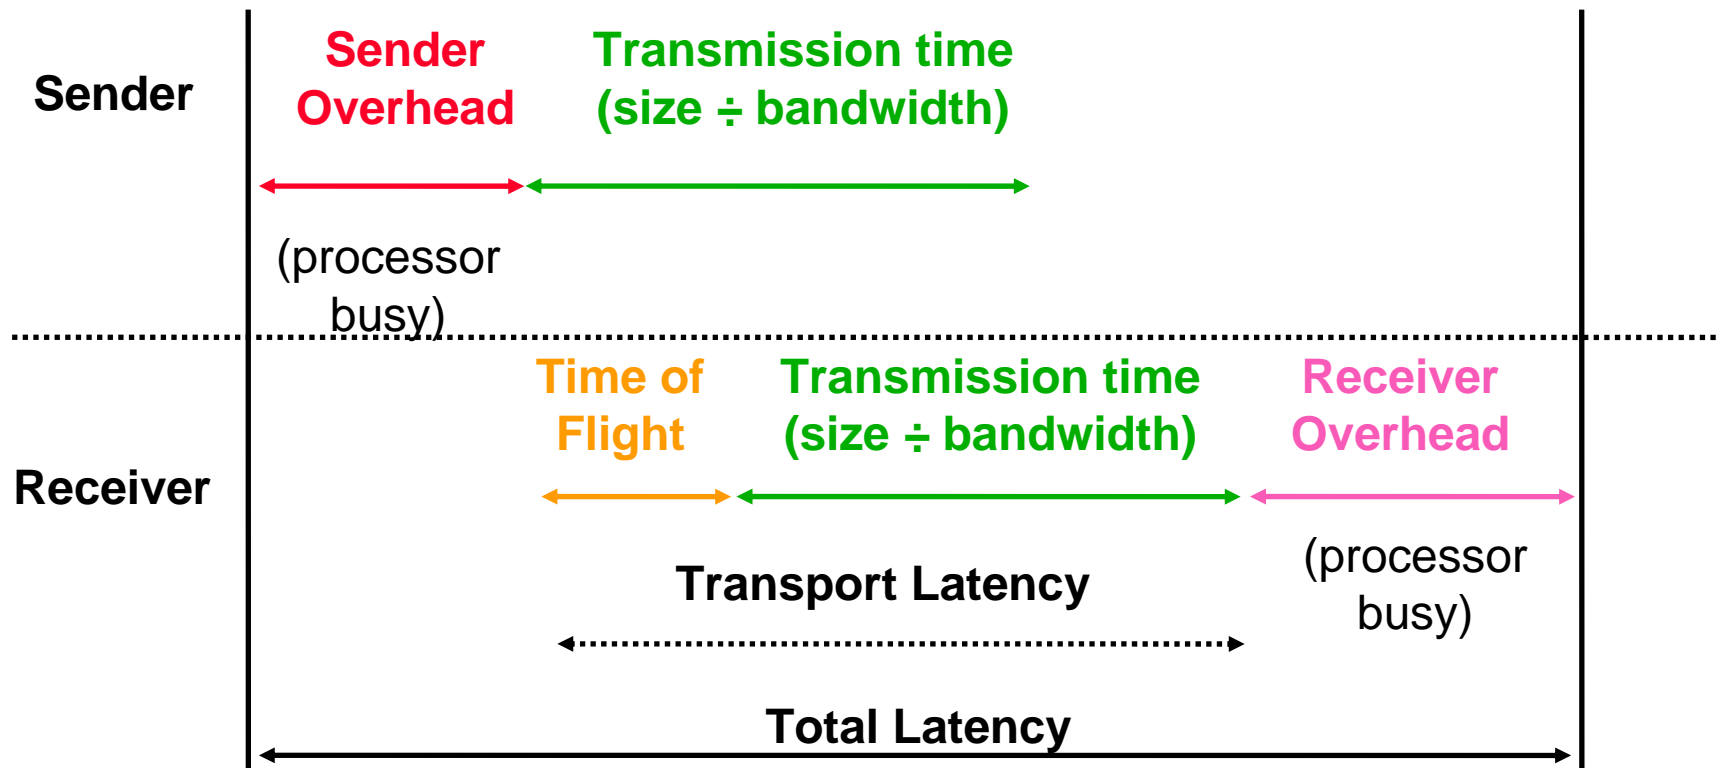 Sender
Sender
Overhead
Transmission time
(size ÷ bandwidth)
(processor
busy)
Receiver
Time of
Flight
Transmission time
(size ÷ bandwidth)
Receiver
Overhead
(processor
busy)
Transport Latency
Total Latency